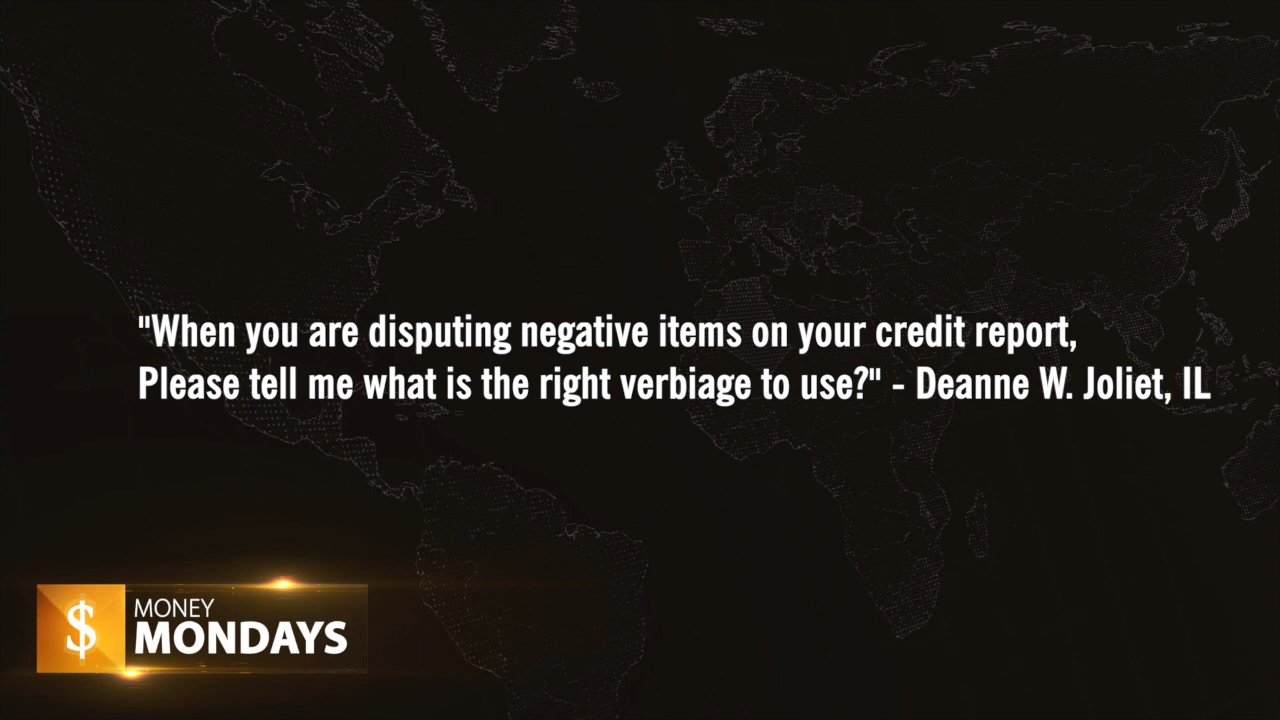 "When you are disputing negative items on your credit report,
Please tell me what is the right verbiage to use?" - Deanne W. Joliet, IL
$
MONEY
MONDAYS